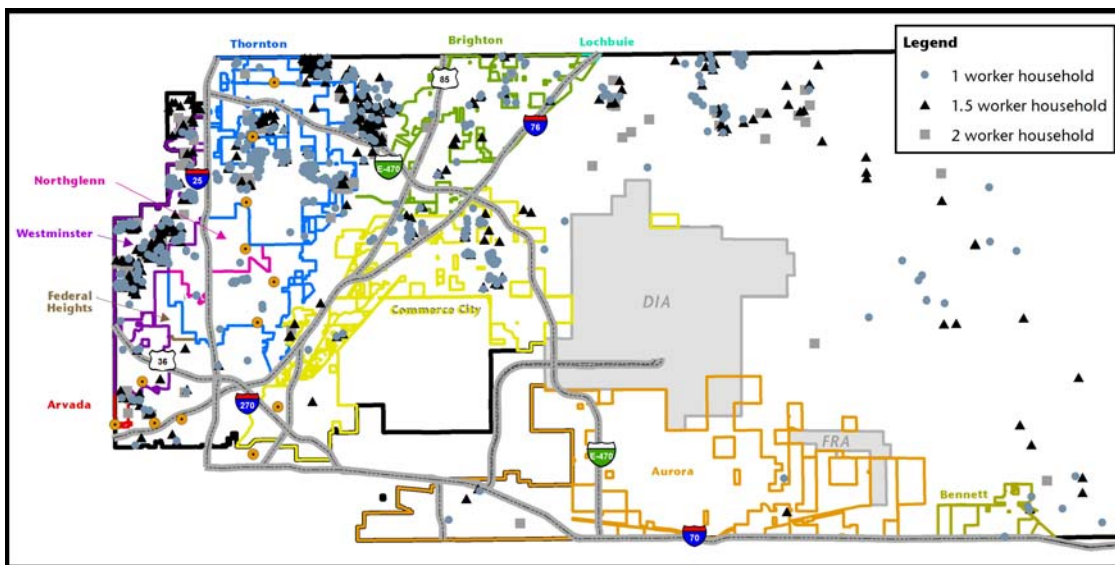 Thornton
Brighton
Lochbuie
Legend
1 worker household
1.5 worker household
2 worker household
85
76
E-470
25
Northglenn
Westminster
Federal
Heights
DIA
Commerce City
36
Arvada
270
E-470
FRA
Aurora
Bennett
70